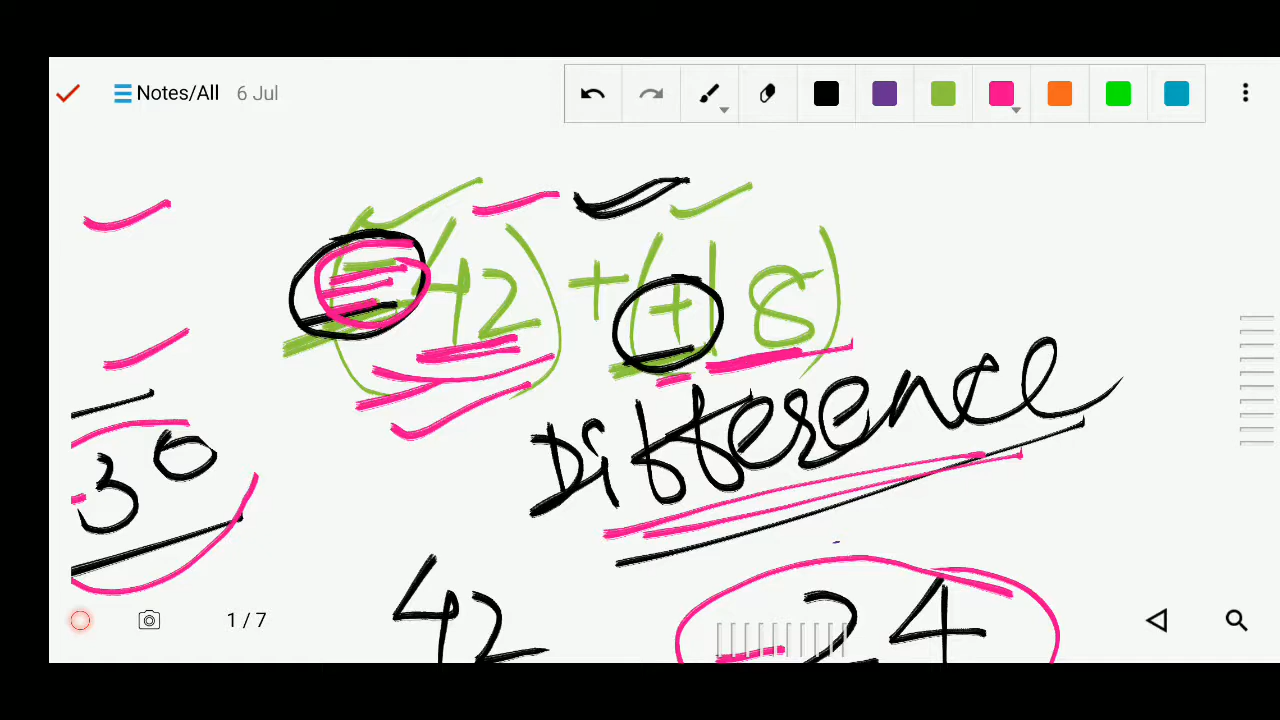 Notes/All 6 Jul
(-42) + (+18)
Difference
30
42
-24
1 / 7